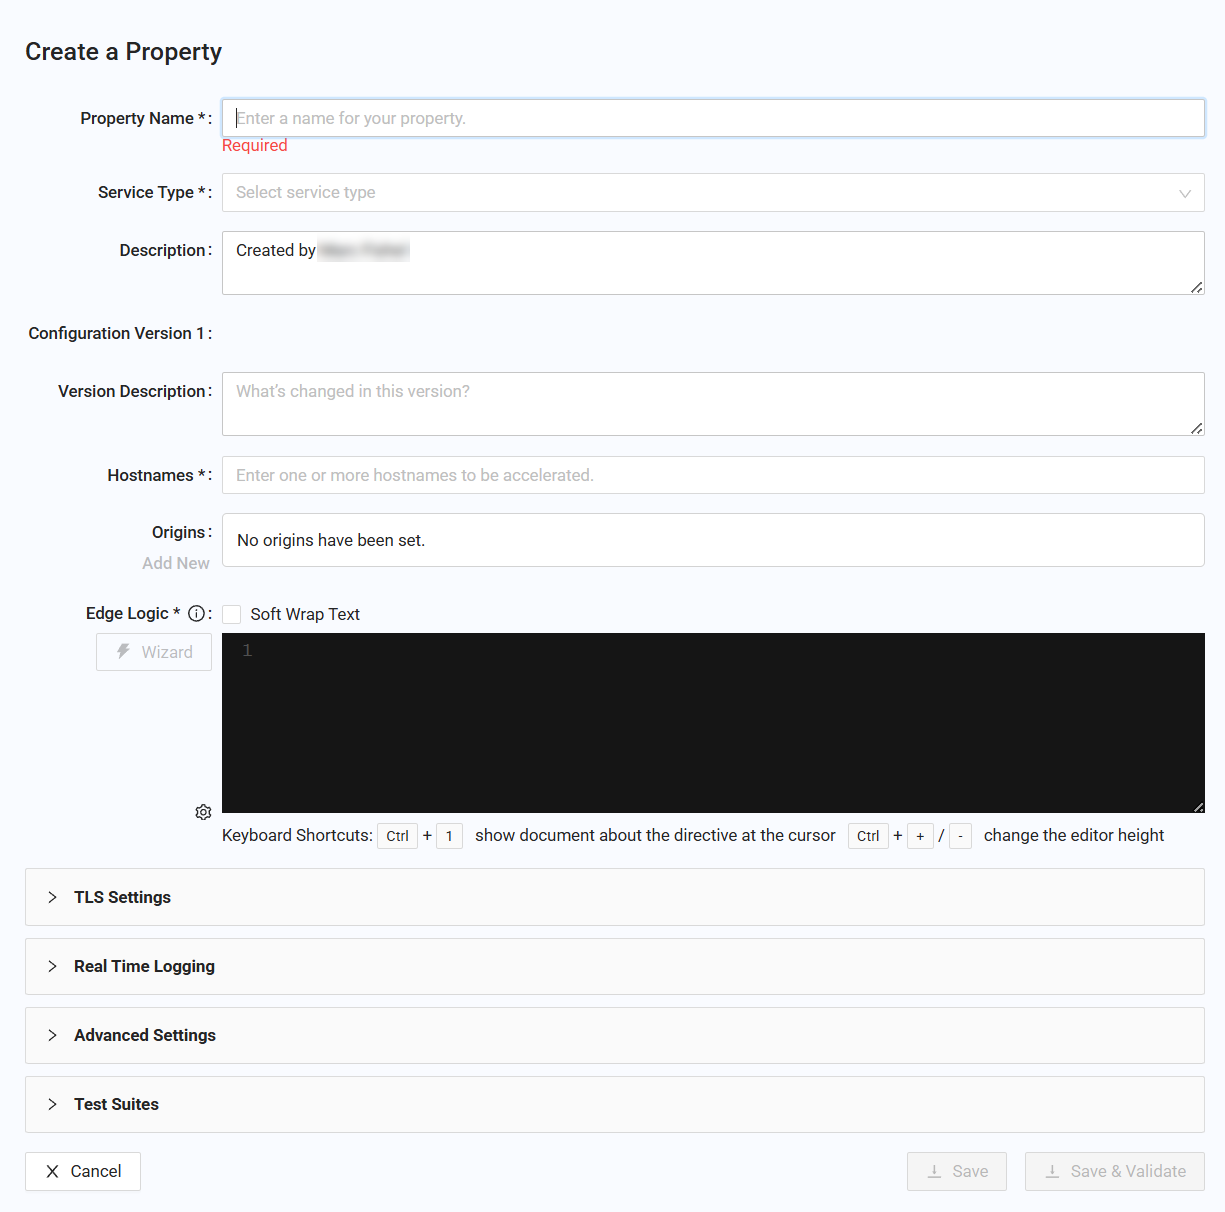 Create a Property
Property Name * : Enter a name for your property.
Required
Service Type * : Select service type
Description : Created by
Configuration Version 1 :
Version Description : What's changed in this version?
Hostnames * : Enter one or more hostnames to be accelerated.
Origins : No origins have been set.
Add New
Edge Logic * : Soft Wrap Text
Wizard
1
Keyboard Shortcuts: Ctrl + 1 show document about the directive at the cursor Ctrl + + / - change the editor height
TLS Settings
Real Time Logging
Advanced Settings
Test Suites
Cancel Save Save & Validate